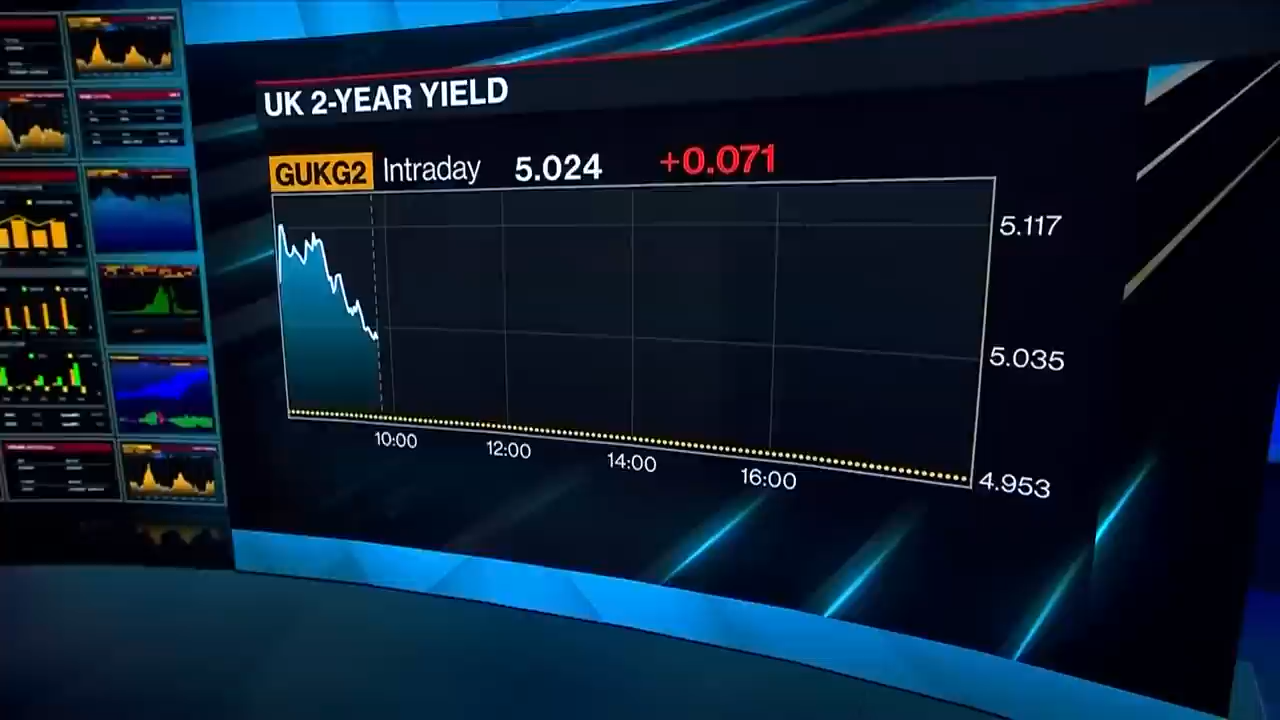 UK 2-YEAR YIELD
GUKG2 Intraday 5.024 +0.071
5.117
5.035
4.953
10:00 12:00 14:00 16:00